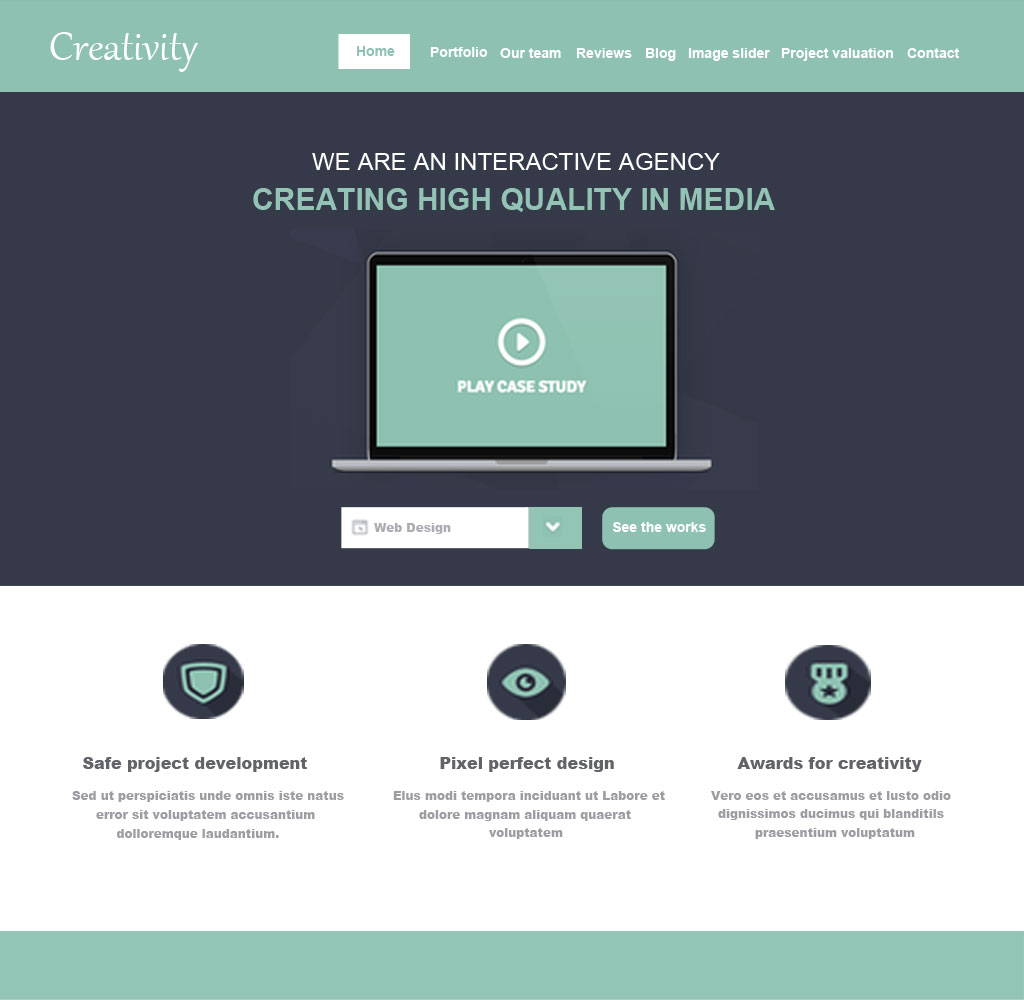 Creativity
Home Portfolio Our team Reviews Blog Image slider Project valuation Contact
WE ARE AN INTERACTIVE AGENCY
CREATING HIGH QUALITY IN MEDIA
PLAY CASE STUDY
Web Design
See the works
Safe project development
Sed ut perspiciatis unde omnis iste natus
error sit voluptatem accusantium
dolloremque laudantium.
Pixel perfect design
Eius modi tempora inciduant ut Labore et
dolore magnam aliquam quaerat
voluptatem
Awards for creativity
Vero eos et accusamus et lusto odio
dignissimos ducimus qui blanditils
praesentium voluptatum